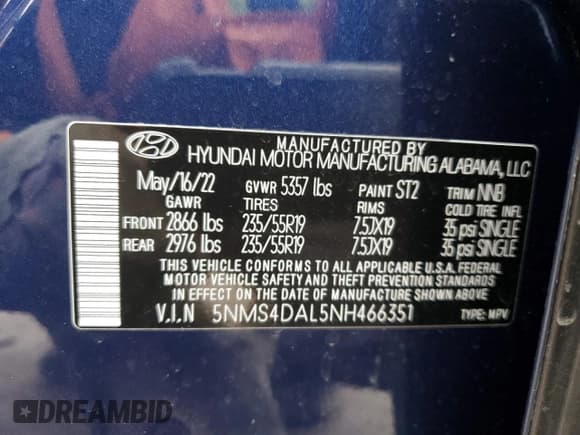 MANUFACTURED BY
HYUNDAI MOTOR MANUFACTURING ALABAMA, LLC
May/16/22 GVWR 5357 lbs PAINT ST2 TRIM NNB
GAWR TIRES RIMS COLD TIRE INFL
FRONT 2866 lbs 235/55R19 7.5JX19 35 psi SINGLE
REAR 2976 lbs 235/55R19 7.5JX19 35 psi SINGLE
THIS VEHICLE CONFORMS TO ALL APPLICABLE U.S.A. FEDERAL
MOTOR VEHICLE SAFETY AND THEFT PREVENTION STANDARDS
IN EFFECT ON THE DATE OF MANUFACTURE SHOWN ABOVE.
V.I.N 5NMS4DAL5NH466351 TYPE: MPV
DREAMBID